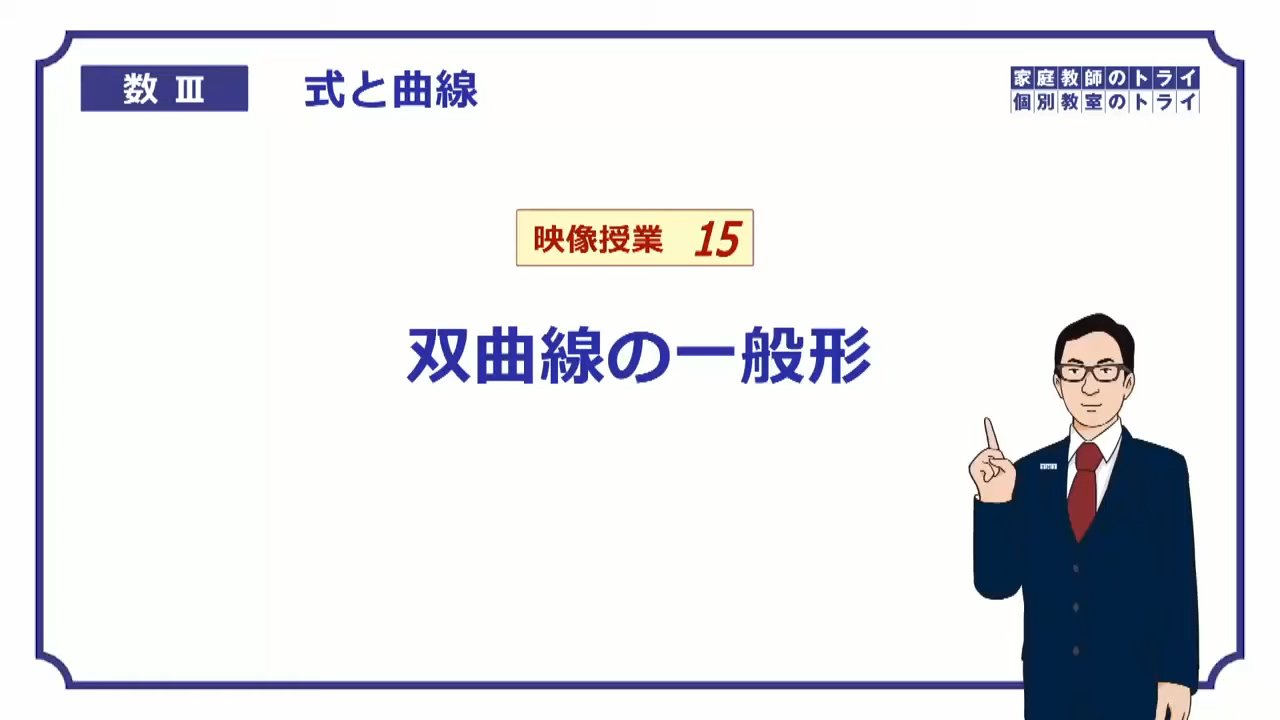 数 Ⅲ
式と曲線
家庭教師のトライ
個別教室のトライ
映像授業 15
双曲線の一般形